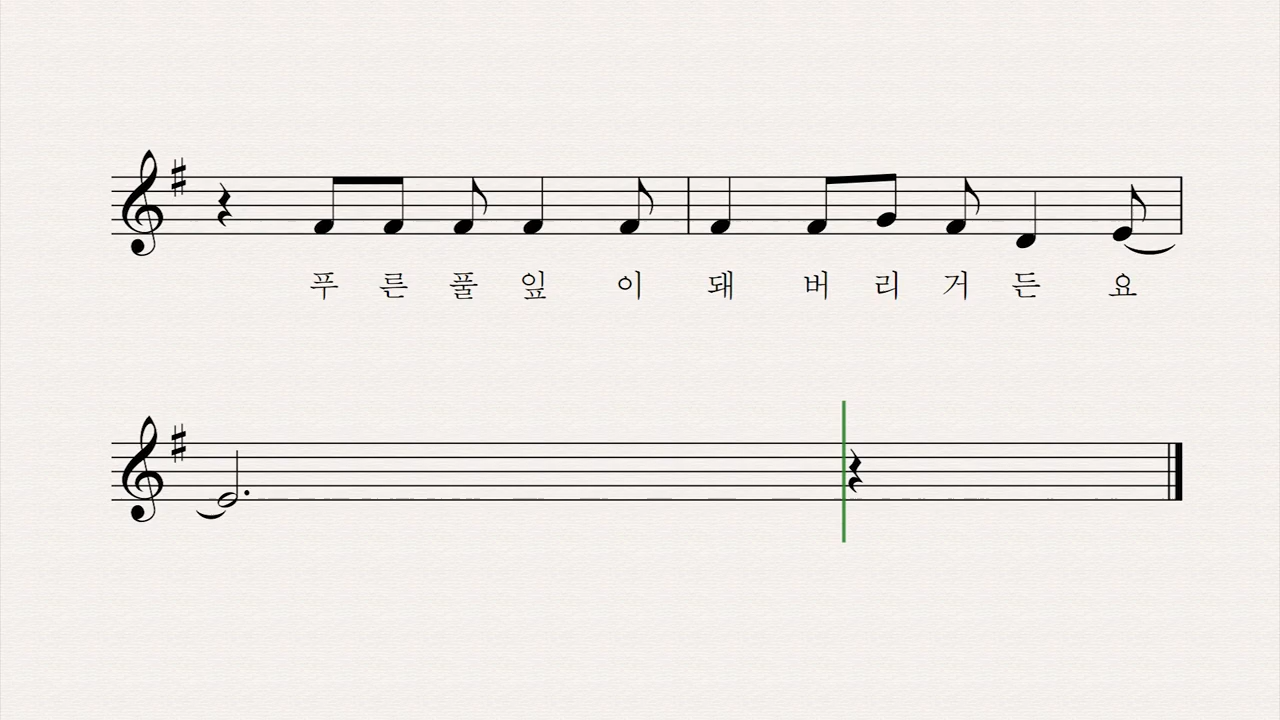 푸 른 풀 잎 이 돼 버 리 거 든 요